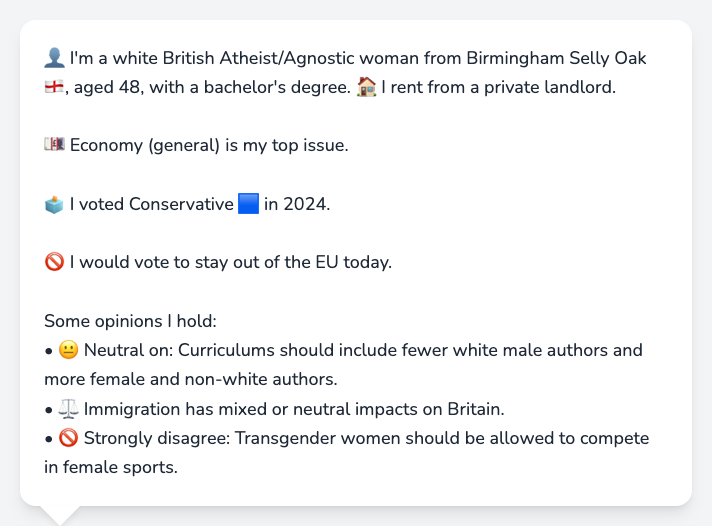 👤 I'm a white British Atheist/Agnostic woman from Birmingham Selly Oak
🏴󠁧󠁢󠁥󠁮󠁧󠁿, aged 48, with a bachelor's degree. 🏠 I rent from a private landlord.
💷 Economy (general) is my top issue.
🗳️ I voted Conservative 🟦 in 2024.
🚫 I would vote to stay out of the EU today.
Some opinions I hold:
• 😐 Neutral on: Curriculums should include fewer white male authors and
more female and non-white authors.
• ⚖️ Immigration has mixed or neutral impacts on Britain.
• 🚫 Strongly disagree: Transgender women should be allowed to compete
in female sports.